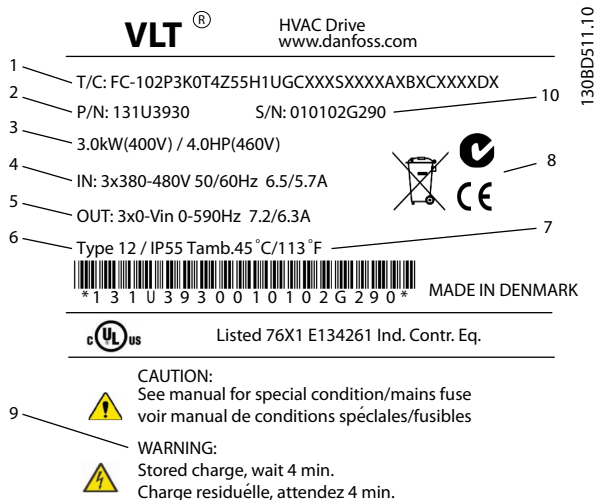 VLT ®
HVAC Drive
www.danfoss.com
130BD511.10
1
T/C: FC-102P3K0T4Z55H1UGCXXXSXXXXAXBXCXXXXDX
2
P/N: 131U3930 S/N: 010102G290
10
3
3.0kW(400V) / 4.0HP(460V)
4
IN: 3x380-480V 50/60Hz 6.5/5.7A
8
CE
5
OUT: 3x0-Vin 0-590Hz 7.2/6.3A
6
Type 12 / IP55 Tamb.45˚C/113˚F
7
*131U3930010102G290*
MADE IN DENMARK
c UL us
Listed 76X1 E134261 Ind. Contr. Eq.
CAUTION:
See manual for special condition/mains fuse
voir manual de conditions spéclales/fusibles
9
WARNING:
Stored charge, wait 4 min.
Charge residuélle, attendez 4 min.